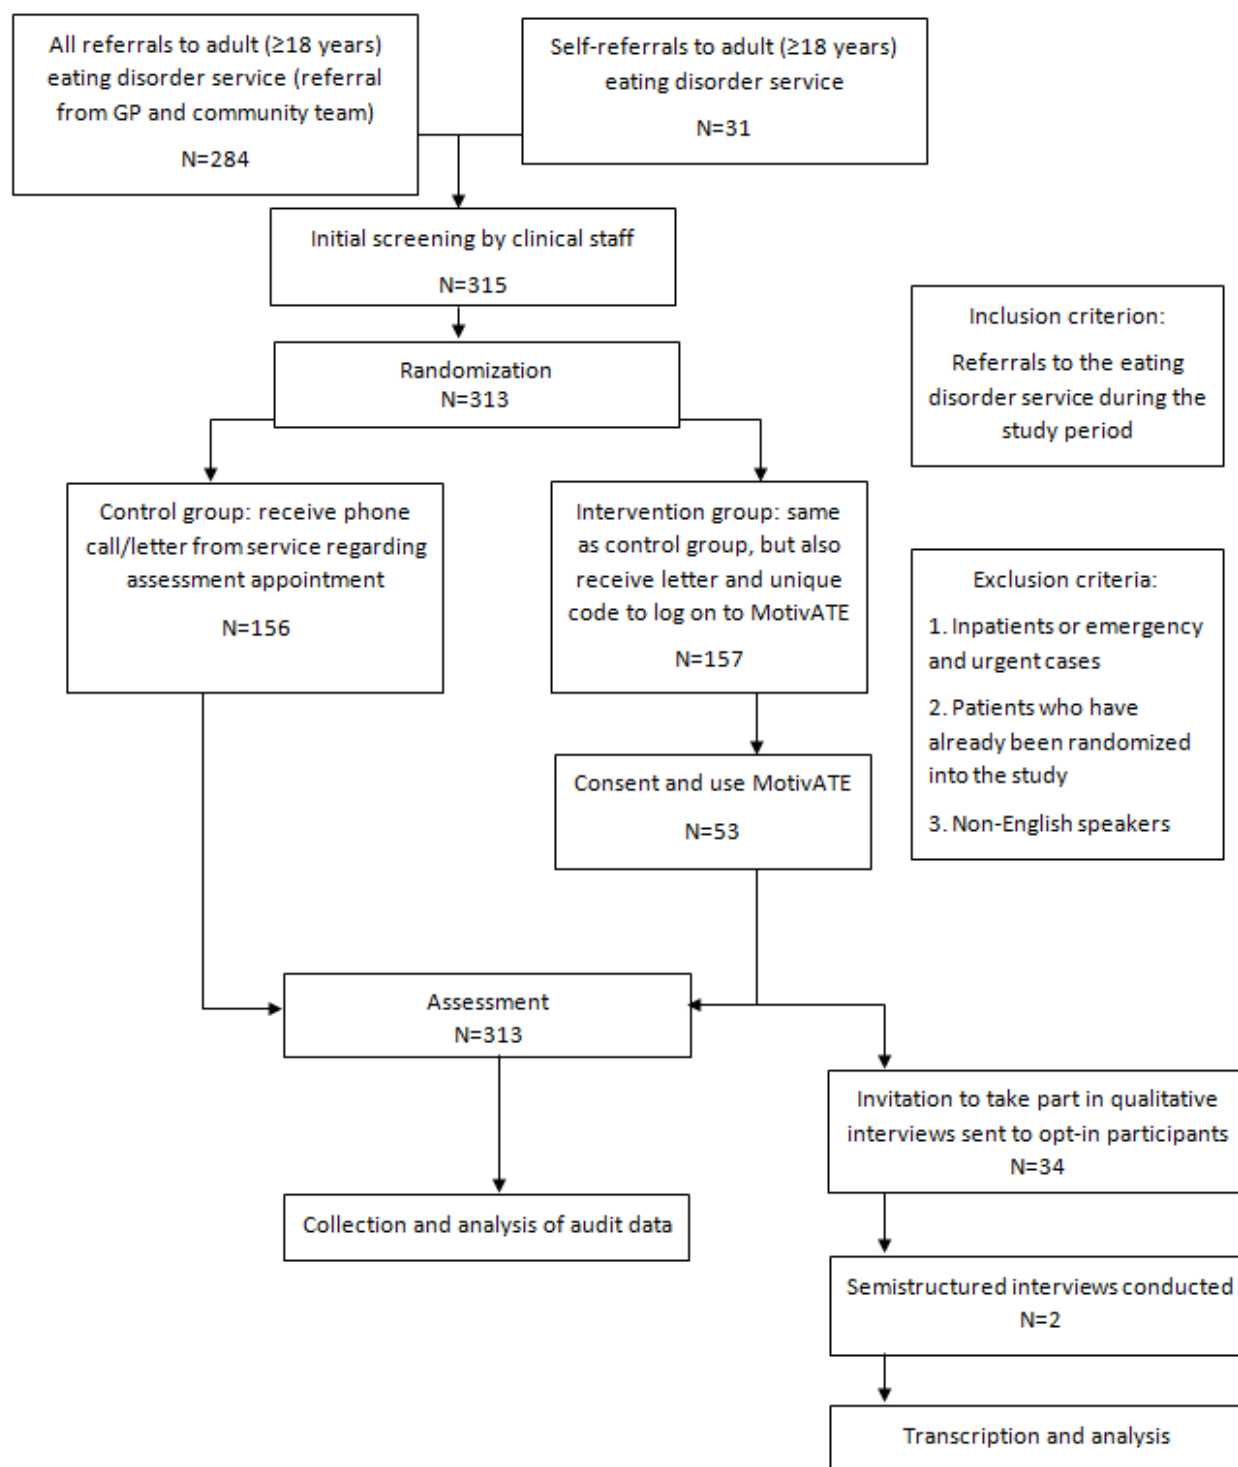 All referrals to adult (≥18 years)
eating disorder service (referral
from GP and community team)
N=284
Self-referrals to adult (≥18 years)
eating disorder service
N=31
Initial screening by clinical staff
N=315
Randomization
N=313
Inclusion criterion:
Referrals to the eating
disorder service during the
study period
Control group: receive phone
call/letter from service regarding
assessment appointment
N=156
Intervention group: same
as control group, but also
receive letter and unique
code to log on to MotivATE
N=157
Exclusion criteria:
1. Inpatients or emergency
and urgent cases
2. Patients who have
already been randomized
into the study
3. Non-English speakers
Consent and use MotivATE
N=53
Assessment
N=313
Invitation to take part in qualitative
interviews sent to opt-in participants
N=34
Collection and analysis of audit data
Semistructured interviews conducted
N=2
Transcription and analysis